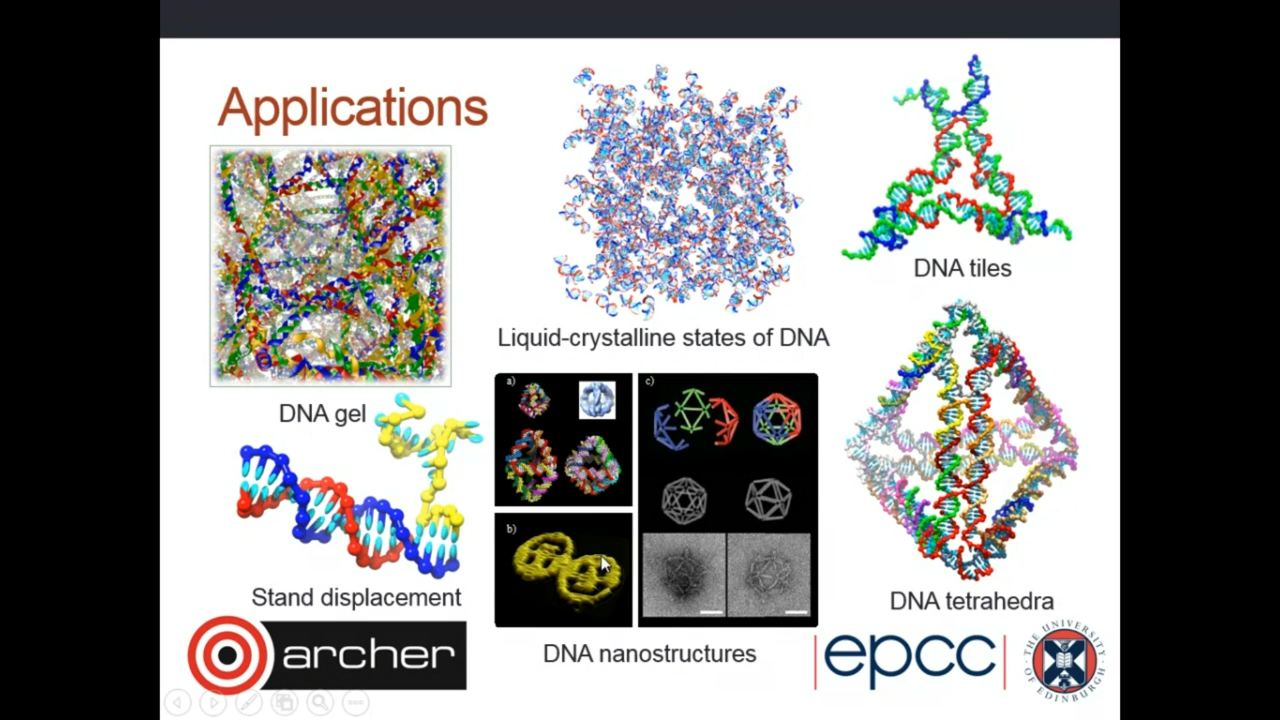 Applications
DNA gel
Liquid-crystalline states of DNA
DNA tiles
Stand displacement
a)
b)
c)
DNA nanostructures
DNA tetrahedra
archer
epcc
THE UNIVERSITY
OF EDINBURGH